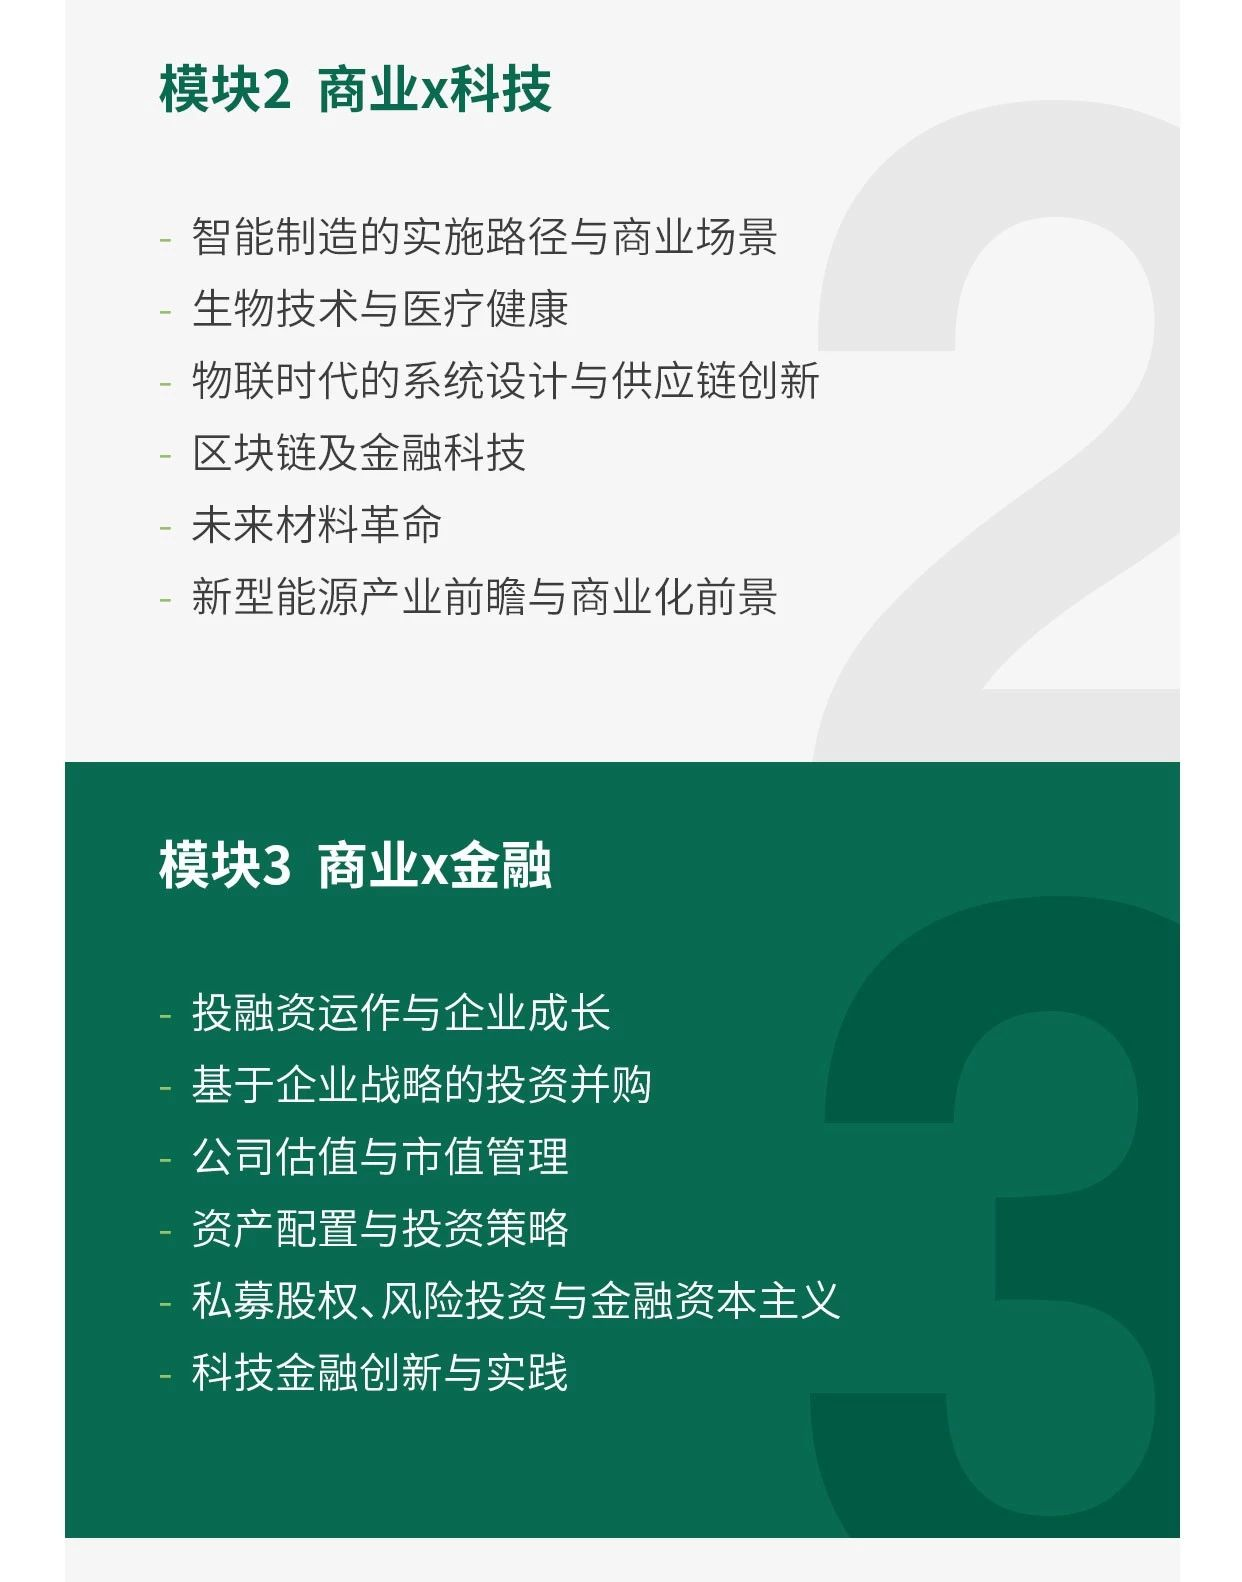 模块2 商业x科技
- 智能制造的实施路径与商业场景
- 生物技术与医疗健康
- 物联时代的系统设计与供应链创新
- 区块链及金融科技
- 未来材料革命
- 新型能源产业前瞻与商业化前景
2
模块3 商业x金融
- 投融资运作与企业成长
- 基于企业战略的投资并购
- 公司估值与市值管理
- 资产配置与投资策略
- 私募股权、风险投资与金融资本主义
- 科技金融创新与实践
3